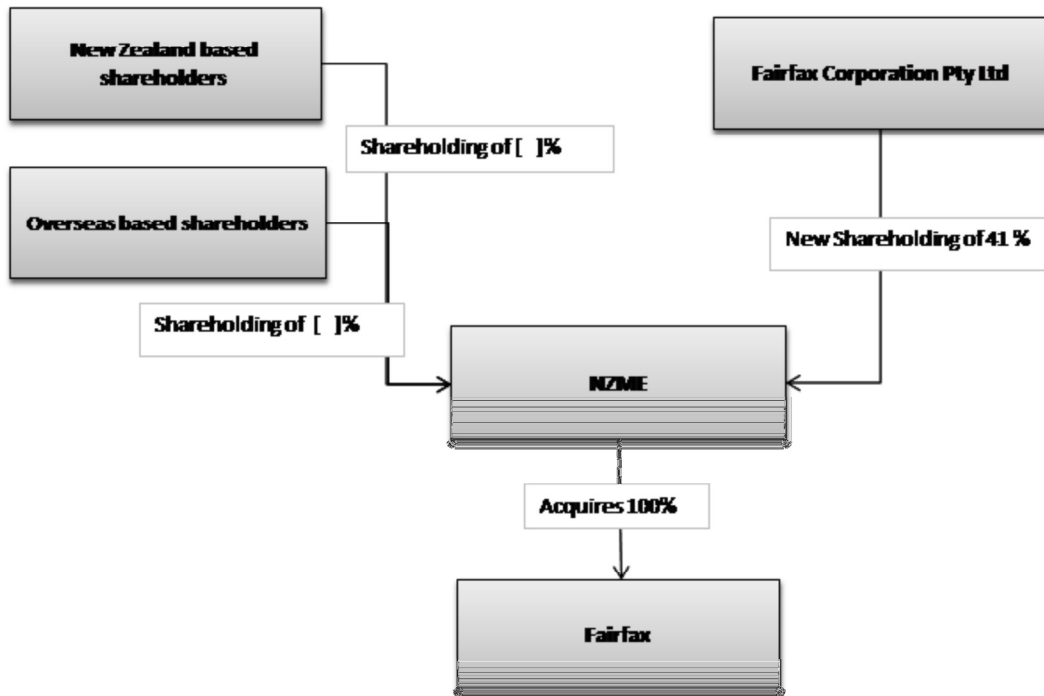 New Zealand based
shareholders
Fairfax Corporation Pty Ltd
Shareholding of [ ]%
Overseas based shareholders
New Shareholding of 41 %
Shareholding of [ ]%
NZME
Acquires 100%
Fairfax